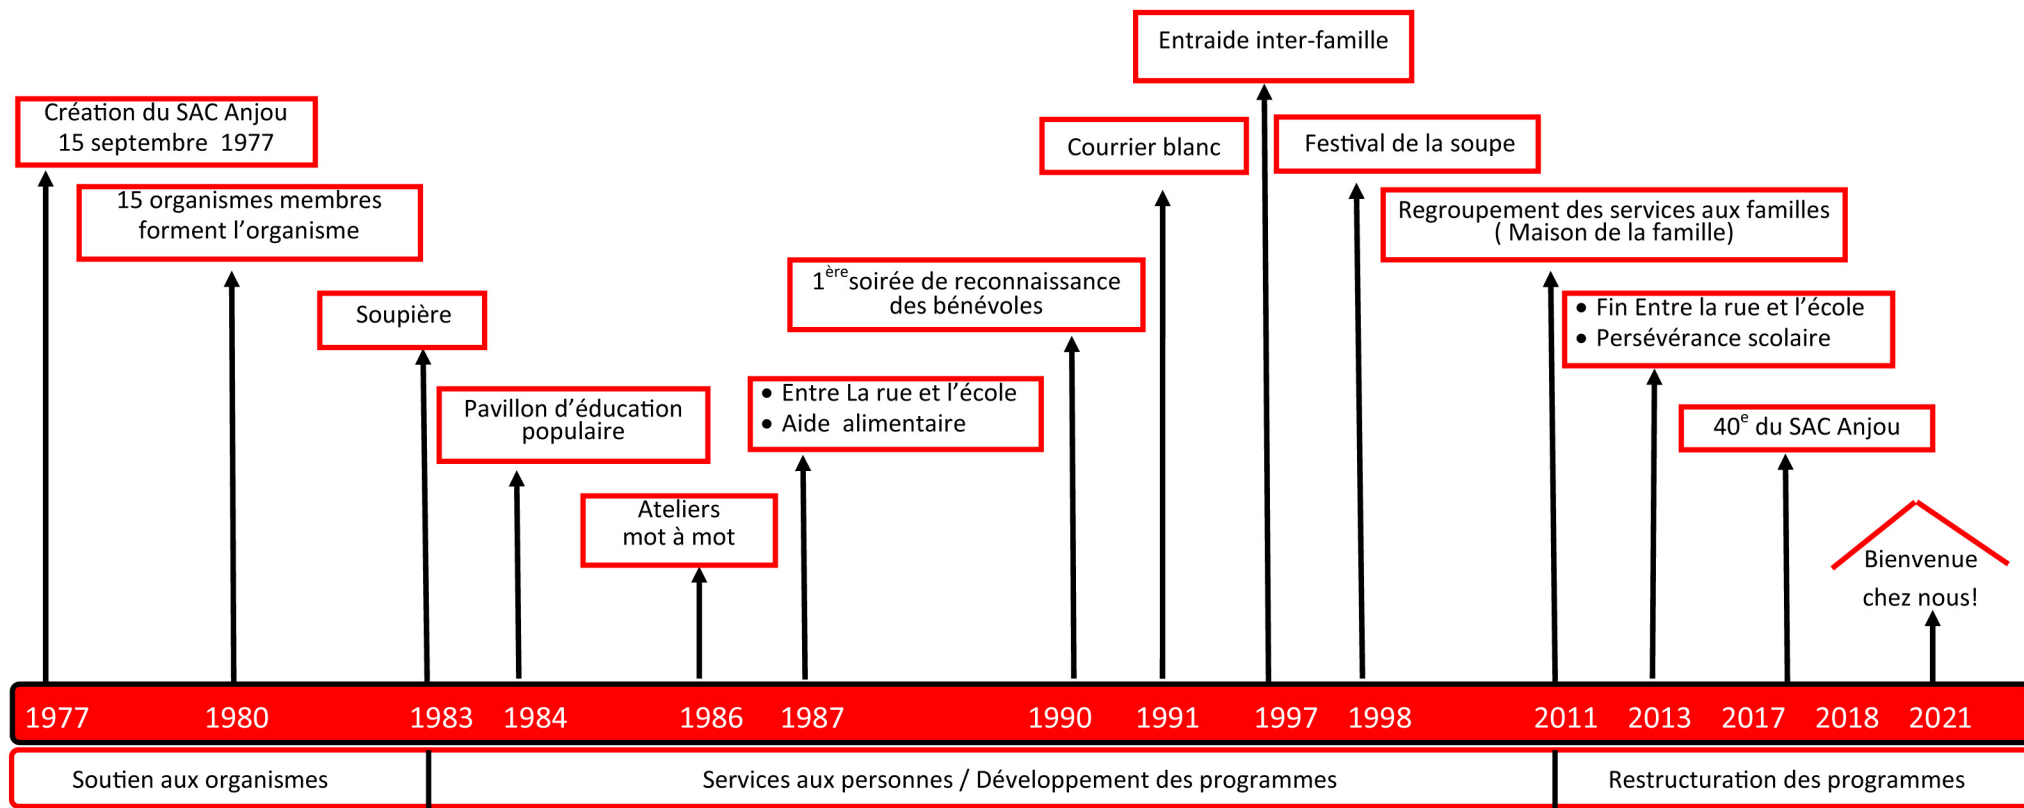 Création du SAC Anjou
15 septembre 1977
15 organismes membres
forment l’organisme
Soupière
Pavillon d’éducation
populaire
Ateliers
mot à mot
• Entre La rue et l’école
• Aide alimentaire
1ère soirée de reconnaissance
des bénévoles
Courrier blanc
Entraide inter-famille
Festival de la soupe
Regroupement des services aux familles
( Maison de la famille)
• Fin Entre la rue et l’école
• Persévérance scolaire
40e du SAC Anjou
Bienvenue
chez nous!
1977 1980 1983 1984 1986 1987 1990 1991 1997 1998 2011 2013 2017 2018 2021
Soutien aux organismes
Services aux personnes / Développement des programmes
Restructuration des programmes